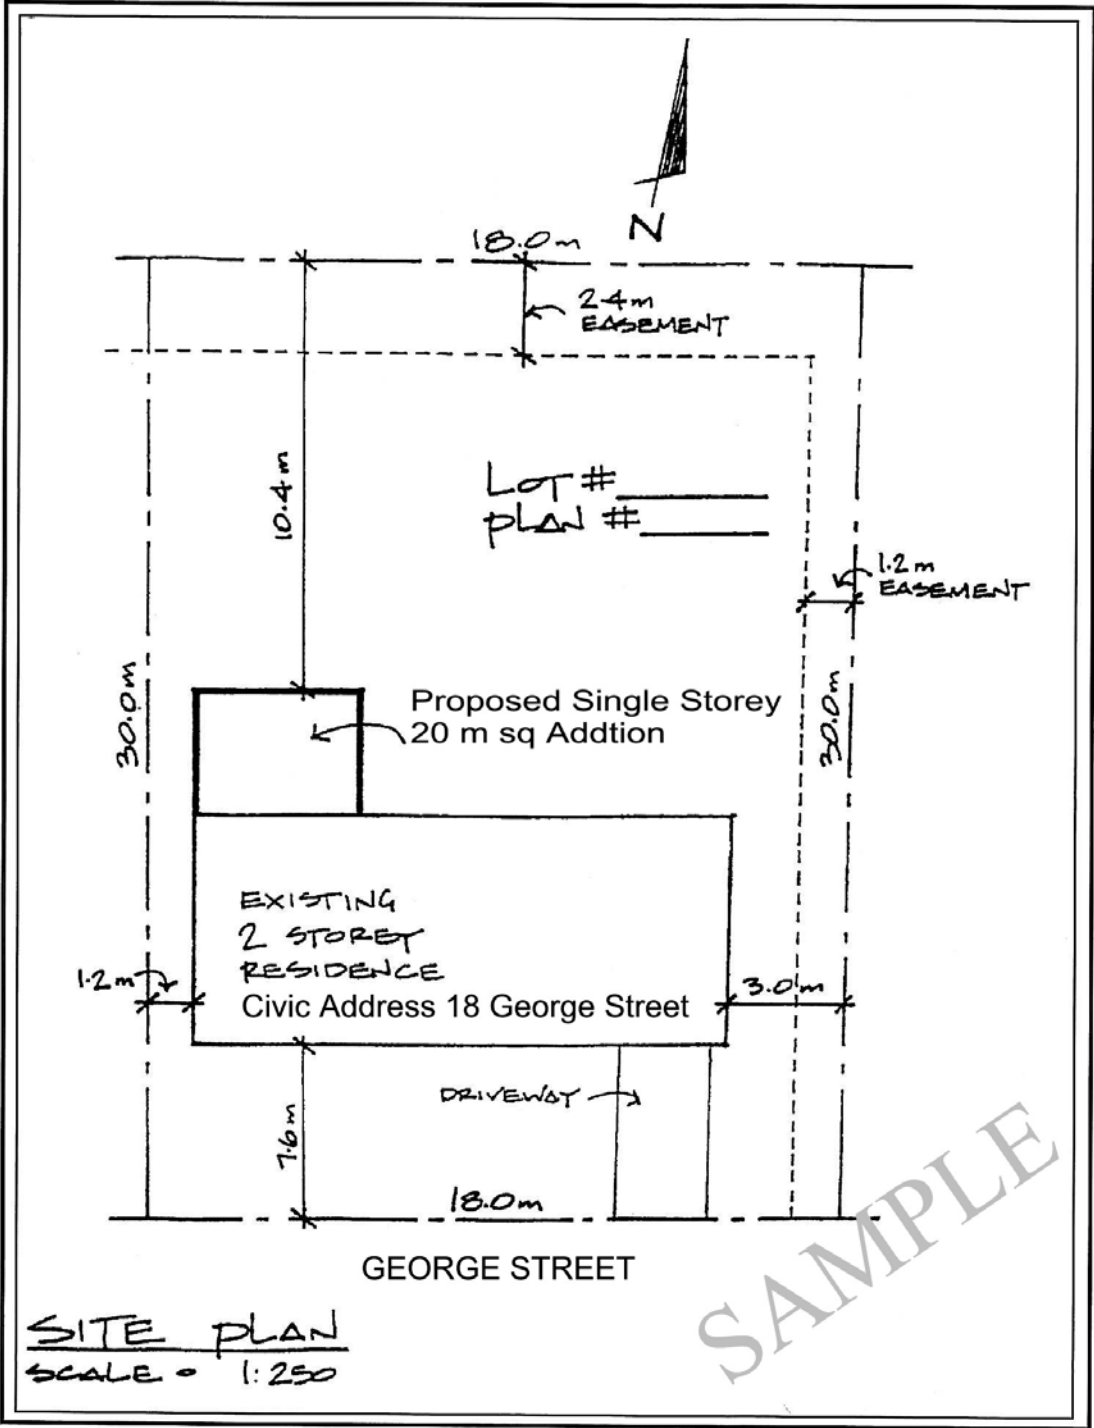 N
18.0m
2.4m
EASEMENT
10.4m
LOT #
PLAN #
1.2m
EASEMENT
30.0m
Proposed Single Storey
20 m sq Addtion
30.0m
EXISTING
2 STOREY
RESIDENCE
Civic Address 18 George Street
1.2m
3.0m
DRIVEWAY
7.6m
18.0m
GEORGE STREET
SITE PLAN
SCALE • 1:250
SAMPLE